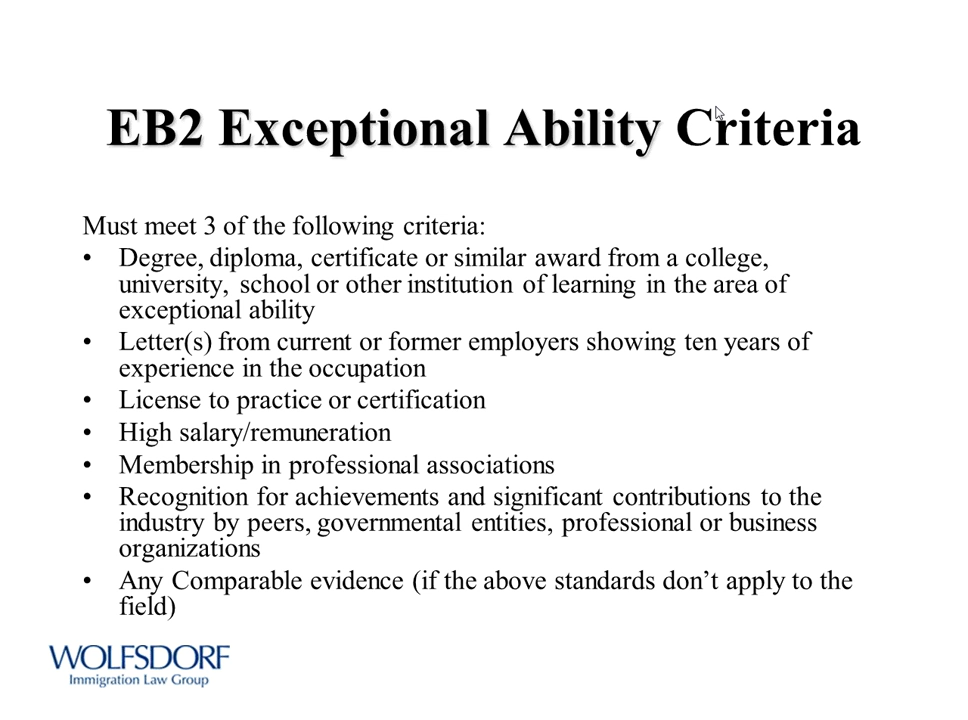 EB2 Exceptional Ability Criteria
Must meet 3 of the following criteria:
• Degree, diploma, certificate or similar award from a college,
university, school or other institution of learning in the area of
exceptional ability
• Letter(s) from current or former employers showing ten years of
experience in the occupation
• License to practice or certification
• High salary/remuneration
• Membership in professional associations
• Recognition for achievements and significant contributions to the
industry by peers, governmental entities, professional or business
organizations
• Any Comparable evidence (if the above standards don’t apply to the
field)
WOLFSDORF
Immigration Law Group